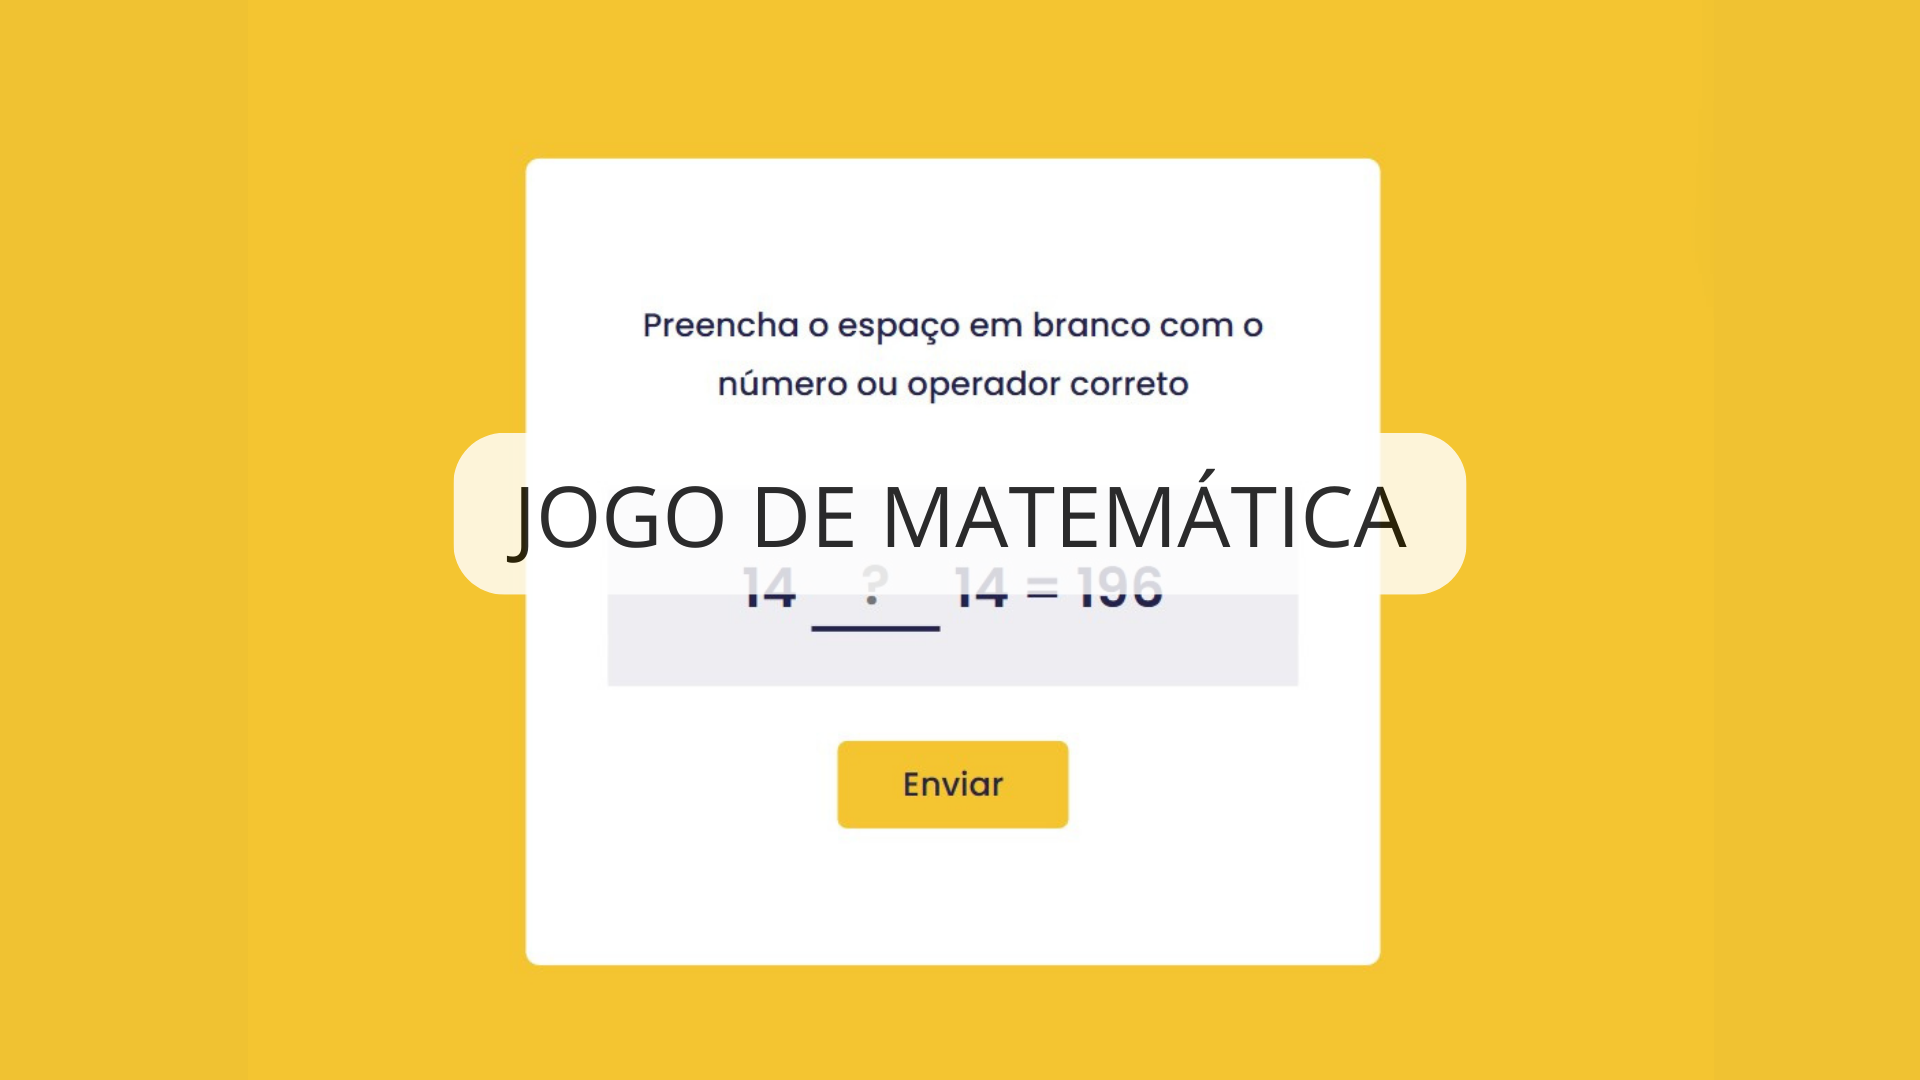 Preencha o espaço em branco com o
número ou operador correto
JOGO DE MATEMÁTICA
14 ? 14 = 196
Enviar